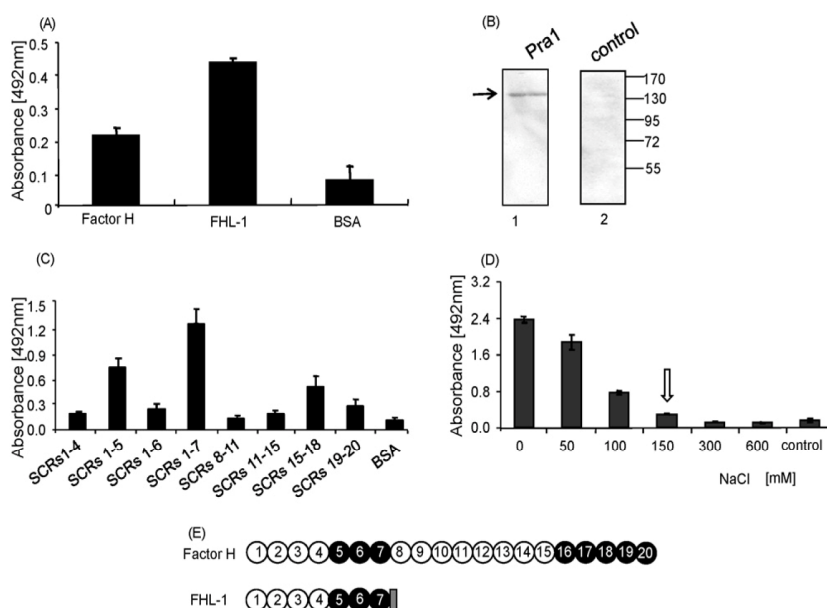 (A)
Absorbance [492nm]
0.5
0.4
0.3
0.2
0.1
0
Factor H FHL-1 BSA
(B)
Pra1 control
170
130
95
72
55
1 2
(C)
Absorbance [492nm]
1.5
1.2
0.9
0.6
0.3
0.0
SCRs1-4 SCRs 1-5 SCRs 1-6 SCRs 1-7 SCRs 8-11 SCRs 11-15 SCRs 15-18 SCRs 19-20 BSA
(D)
Absorbance [492nm]
3.2
2.4
1.6
0.8
0.0
0 50 100 150 300 600 control
NaCl [mM]
(E)
Factor H 1 2 3 4 5 6 7 8 9 10 11 12 13 14 15 16 17 18 19 20
FHL-1 1 2 3 4 5 6 7